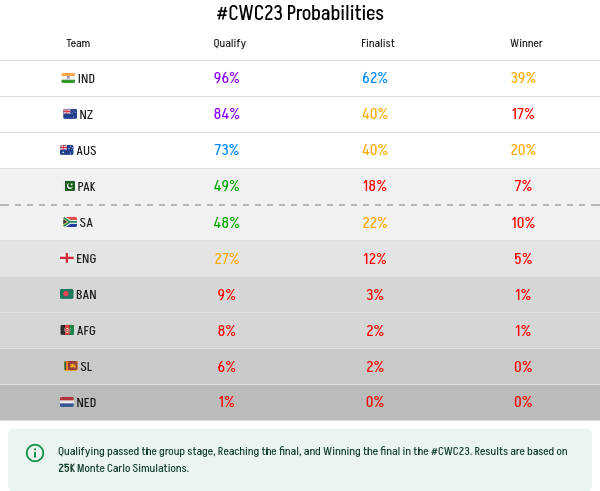 #CWC23 Probabilities
Team Qualify Finalist Winner
IND 96% 62% 39%
NZ 84% 40% 17%
AUS 73% 40% 20%
PAK 49% 18% 7%
SA 48% 22% 10%
ENG 27% 12% 5%
BAN 9% 3% 1%
AFG 8% 2% 1%
SL 6% 2% 0%
NED 1% 0% 0%
Qualifying passed the group stage, Reaching the final, and Winning the final in the #CWC23. Results are based on
25K Monte Carlo Simulations.